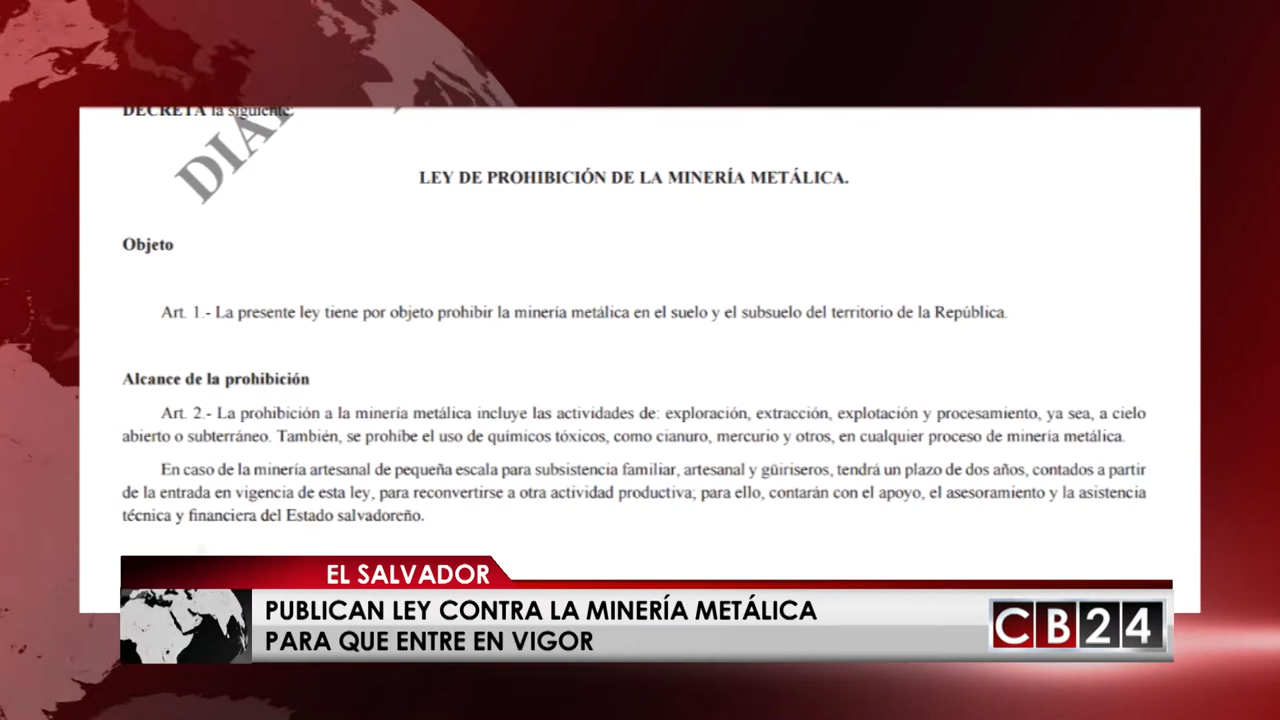 DECRETA la siguiente:
DIA
LEY DE PROHIBICIÓN DE LA MINERÍA METÁLICA.
Objeto
Art. 1.- La presente ley tiene por objeto prohibir la minería metálica en el suelo y el subsuelo del territorio de la República.
Alcance de la prohibición
Art. 2.- La prohibición a la minería metálica incluye las actividades de: exploración, extracción, explotación y procesamiento, ya sea, a cielo
abierto o subterráneo. También, se prohíbe el uso de químicos tóxicos, como cianuro, mercurio y otros, en cualquier proceso de minería metálica.
En caso de la minería artesanal de pequeña escala para subsistencia familiar, artesanal y güiriseros, tendrá un plazo de dos años, contados a partir
de la entrada en vigencia de esta ley, para reconvertirse a otra actividad productiva; para ello, contarán con el apoyo, el asesoramiento y la asistencia
técnica y financiera del Estado salvadoreño.
EL SALVADOR
PUBLICAN LEY CONTRA LA MINERÍA METÁLICA
PARA QUE ENTRE EN VIGOR
CB24